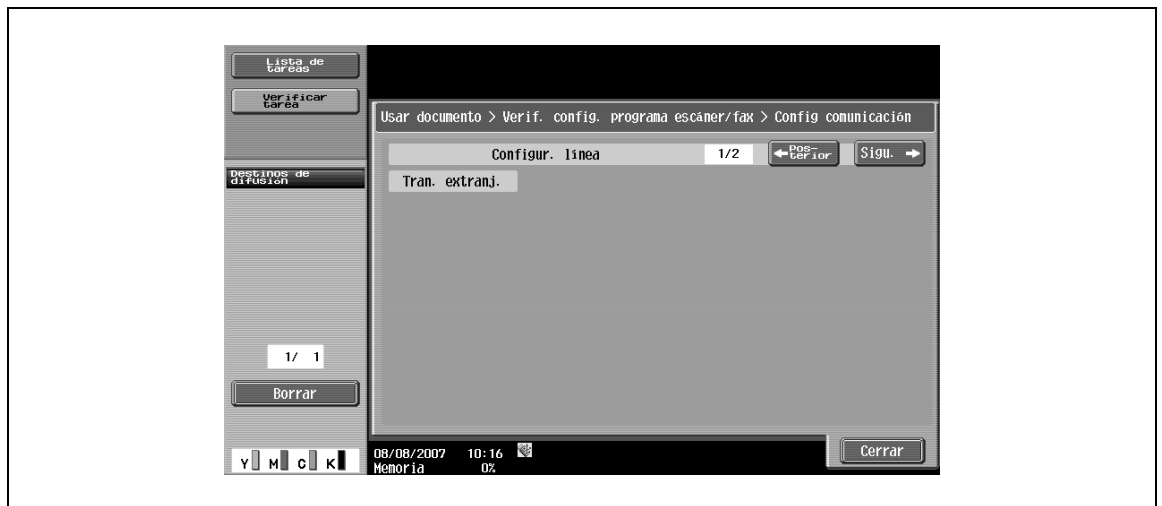 Lista de
tareas
Verificar
tarea
Usar documento > Verif. config. programa escáner/fax > Config comunicación
Configur. línea 1/2 ←Pos-
terior Sigu. →
Destinos de
difusión
Tran. extranj.
1/ 1
Borrar
Y M C K
08/08/2007 10:16
Memoria 0%
Cerrar